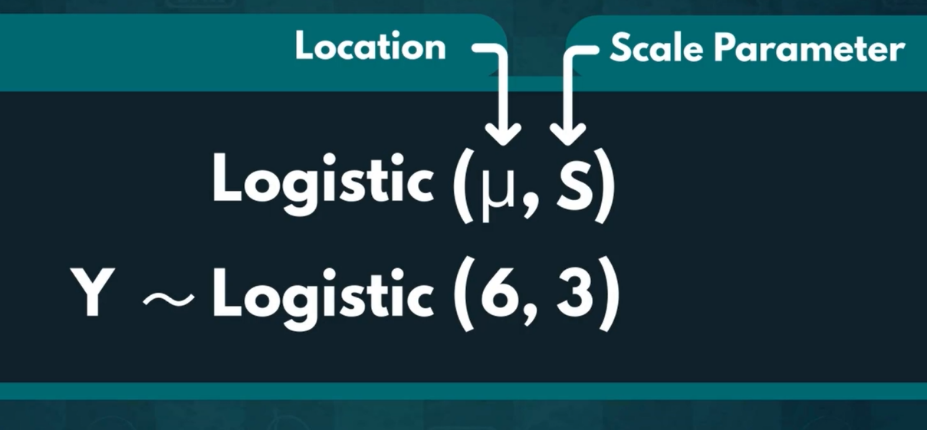 Location
Scale Parameter
Logistic (μ, S)
Y ~ Logistic (6, 3)